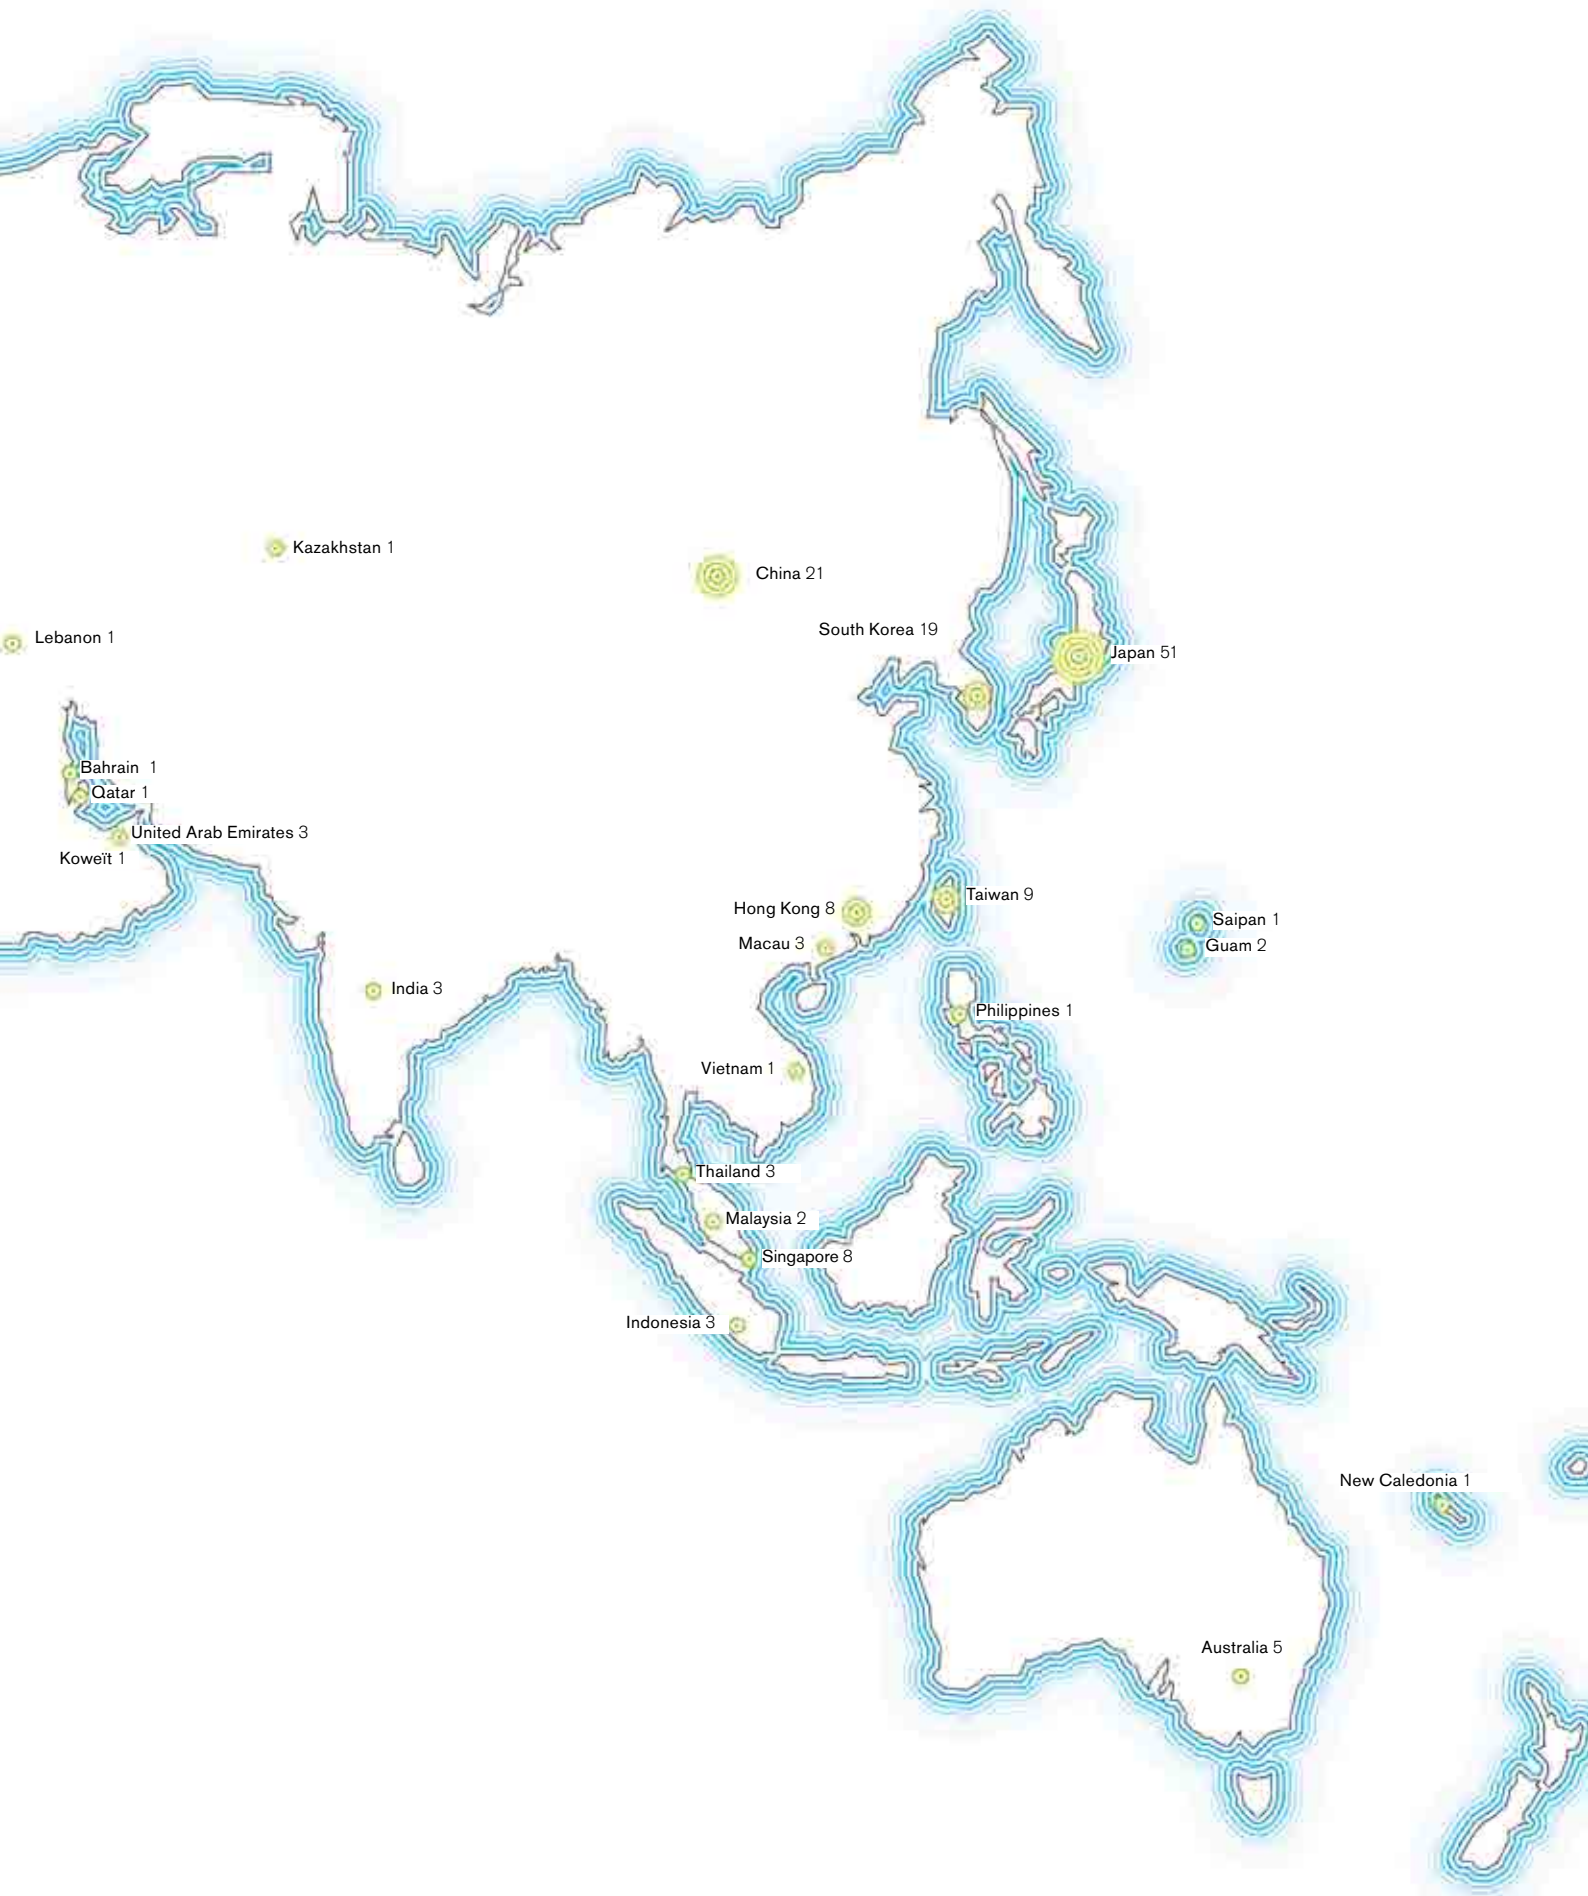 Kazakhstan 1
China 21
South Korea 19
Lebanon 1
Japan 51
Bahrain 1
Qatar 1
United Arab Emirates 3
Koweït 1
Taiwan 9
Hong Kong 8
Saipan 1
Macau 3
Guam 2
India 3
Philippines 1
Vietnam 1
Thailand 3
Malaysia 2
Singapore 8
Indonesia 3
New Caledonia 1
Australia 5